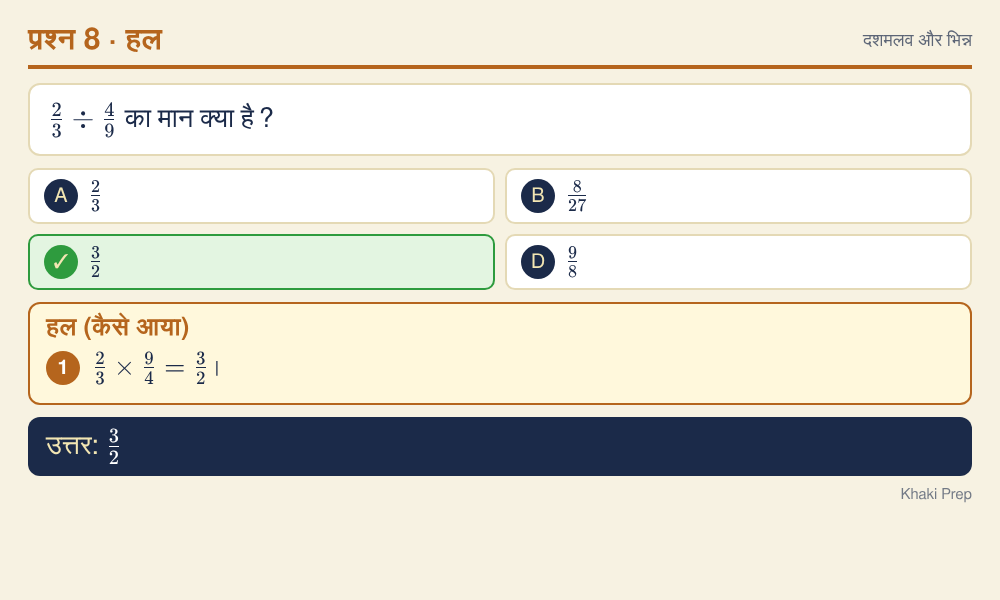 प्रश्न 8 · हल
दशमलव और भिन्न
2/3 ÷ 4/9 का मान क्या है ?
A 2/3
B 8/27
✓ 3/2
D 9/8
हल (कैसे आया)
1 2/3 × 9/4 = 3/2 ।
उत्तर: 3/2
Khaki Prep